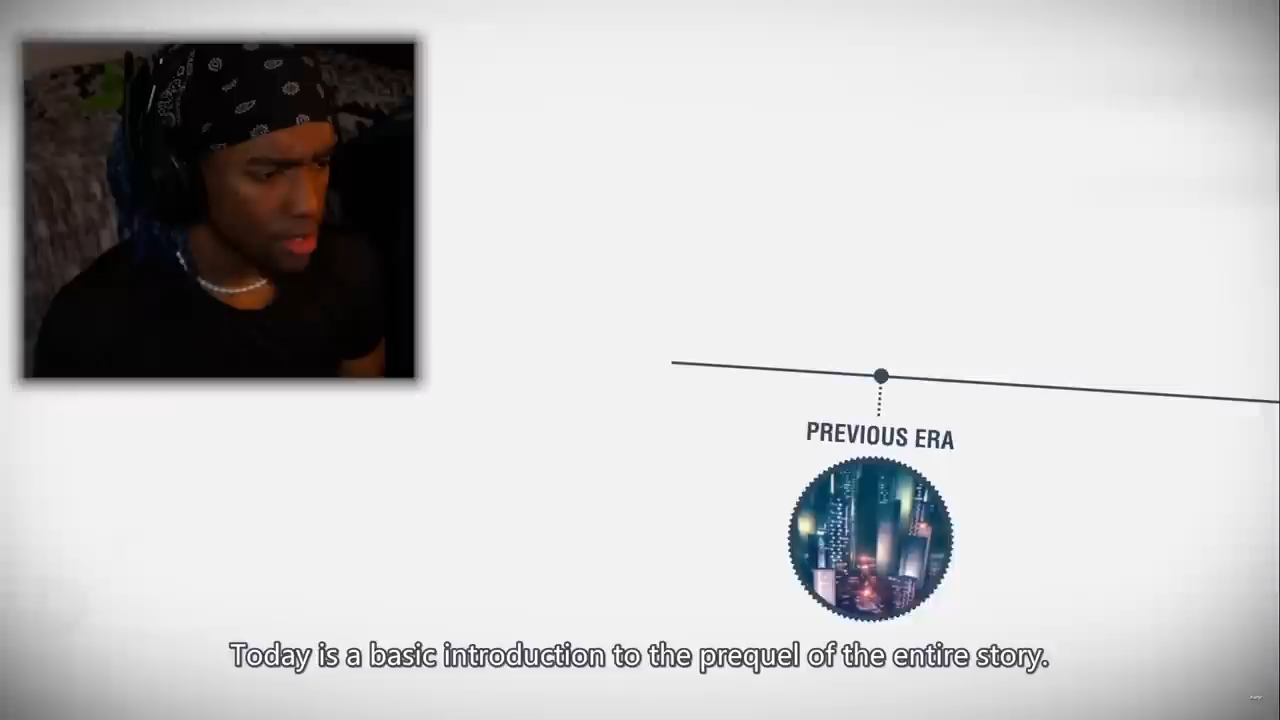 PREVIOUS ERA
Today is a basic introduction to the prequel of the entire story.